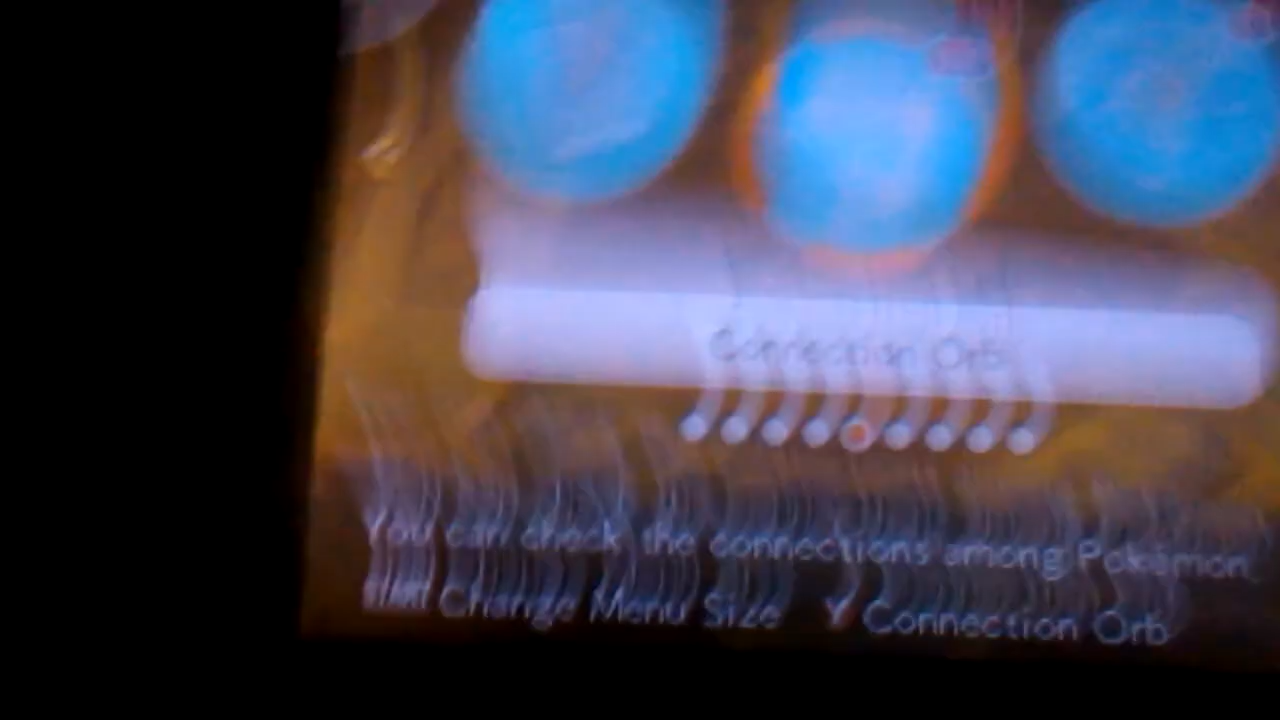 Connection Orb
You can check the connections among Pokémon.
Change Menu Size Y Connection Orb